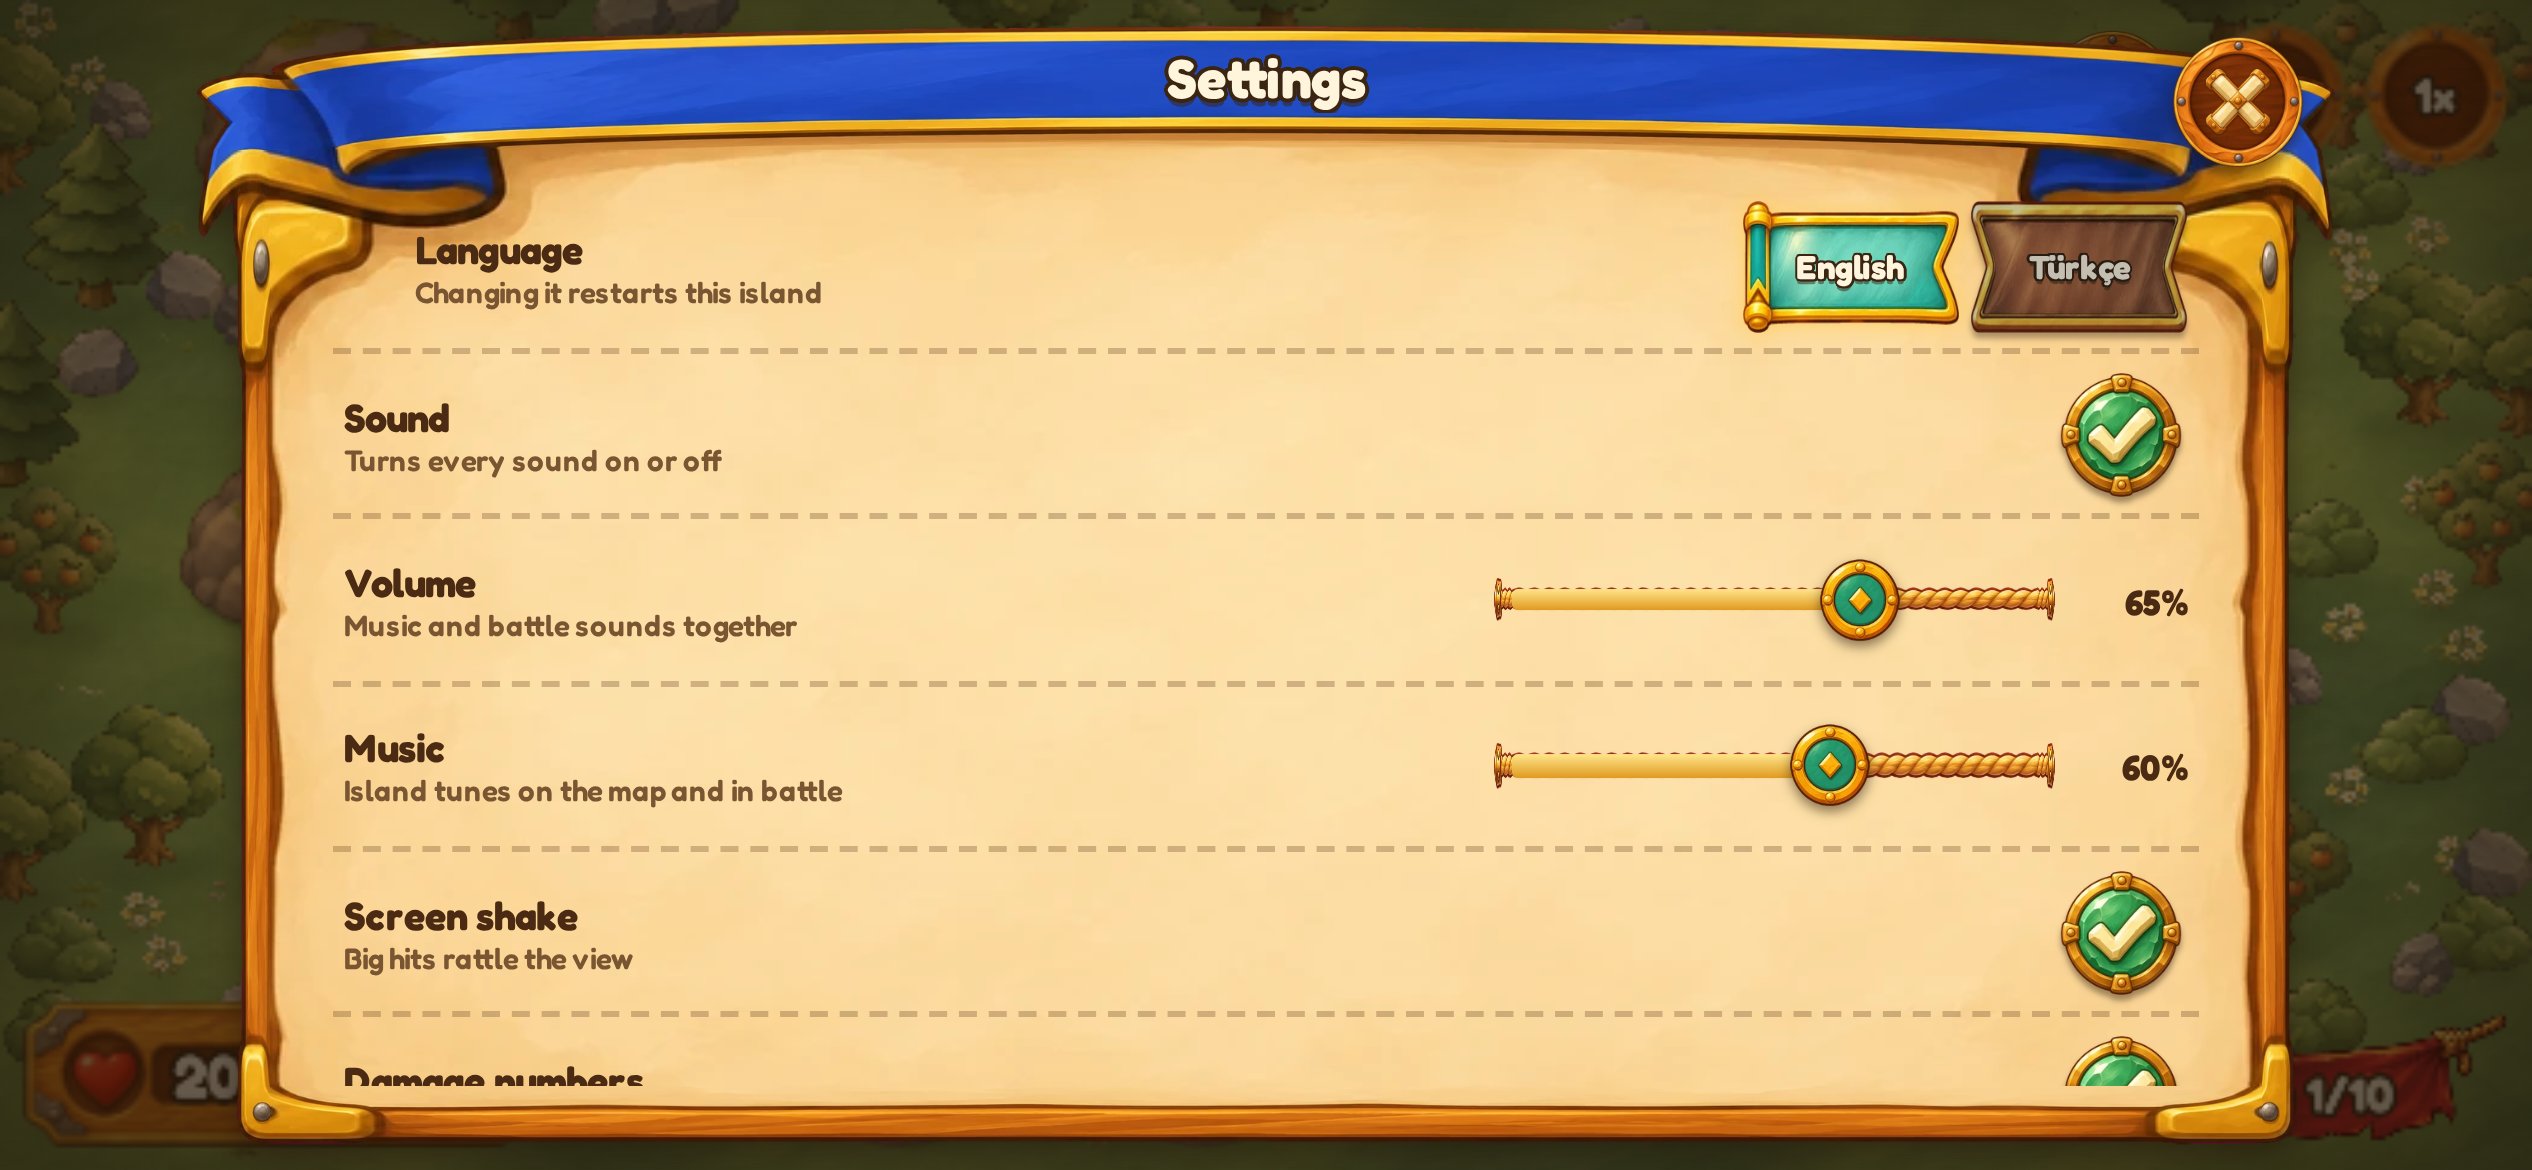 Settings
1x
Language
Changing it restarts this island
English
Türkçe
Sound
Turns every sound on or off
Volume
Music and battle sounds together
65%
Music
Island tunes on the map and in battle
60%
Screen shake
Big hits rattle the view
Damage numbers
20
1/10